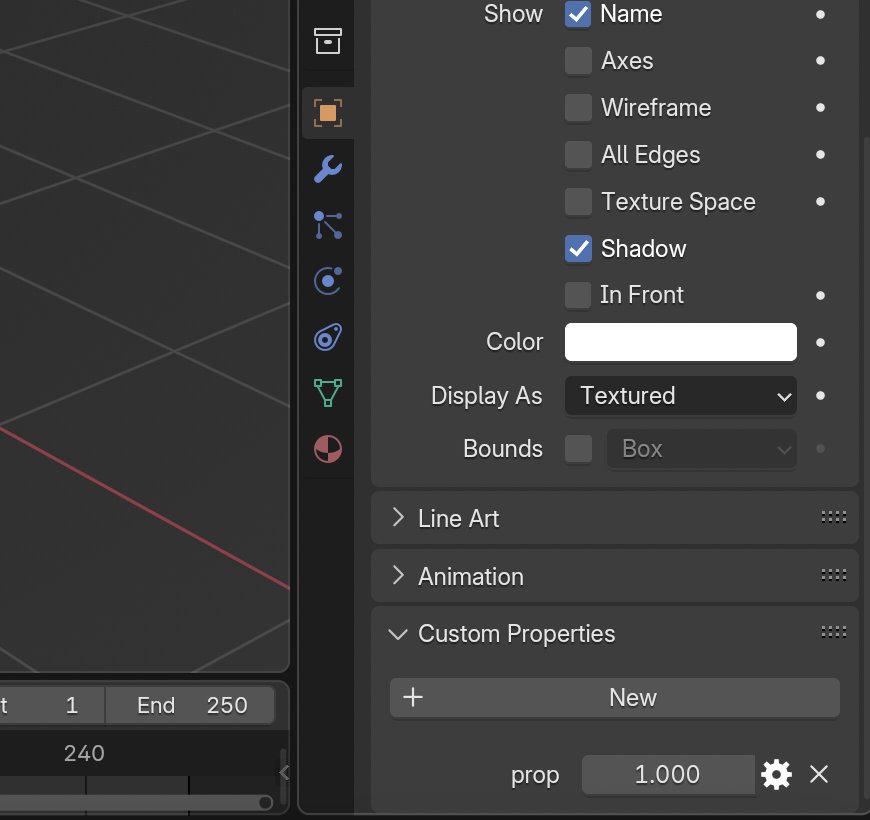 Show Name
Axes
Wireframe
All Edges
Texture Space
Shadow
In Front
Color
Display As Textured
Bounds Box
Line Art
Animation
Custom Properties
New
prop 1.000
t 1 End 250
240